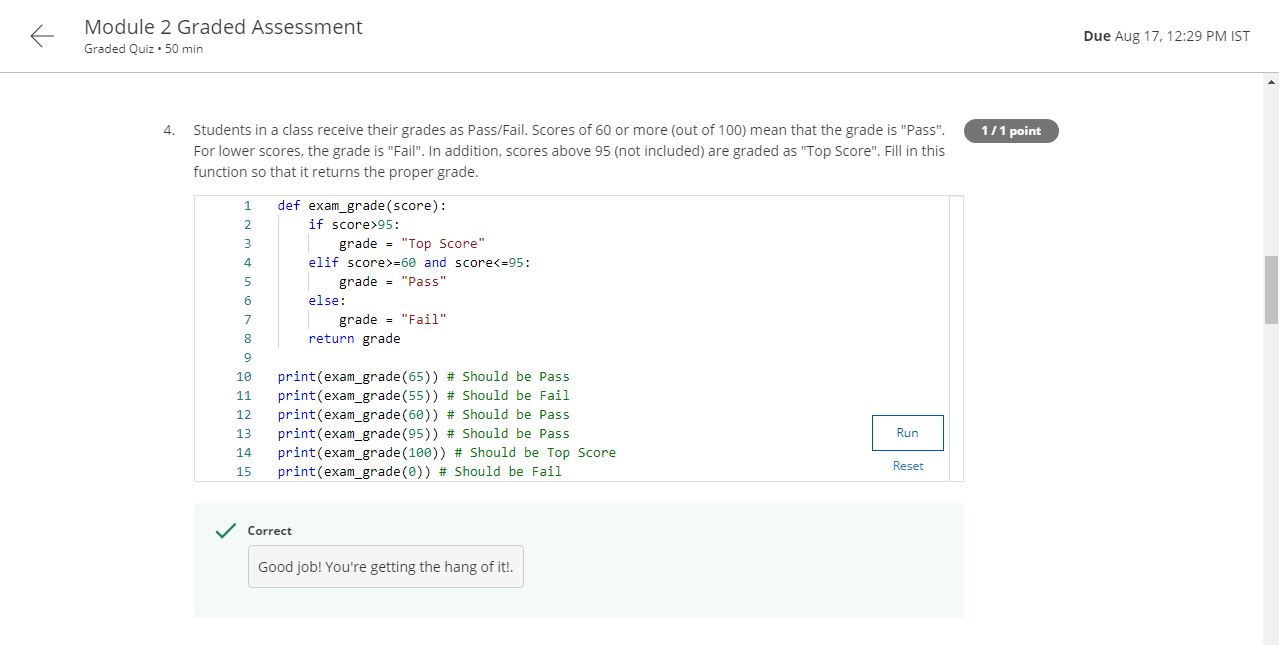 Module 2 Graded Assessment
Graded Quiz • 50 min
Due Aug 17, 12:29 PM IST
4. Students in a class receive their grades as Pass/Fail. Scores of 60 or more (out of 100) mean that the grade is "Pass".
For lower scores, the grade is "Fail". In addition, scores above 95 (not included) are graded as "Top Score". Fill in this
function so that it returns the proper grade.
1 / 1 point
1 def exam_grade(score):
2     if score>95:
3         grade = "Top Score"
4     elif score>=60 and score<=95:
5         grade = "Pass"
6     else:
7         grade = "Fail"
8     return grade
9
10 print(exam_grade(65)) # Should be Pass
11 print(exam_grade(55)) # Should be Fail
12 print(exam_grade(60)) # Should be Pass
13 print(exam_grade(95)) # Should be Pass
14 print(exam_grade(100)) # Should be Top Score
15 print(exam_grade(0)) # Should be Fail
Run
Reset
Correct
Good job! You're getting the hang of it!.